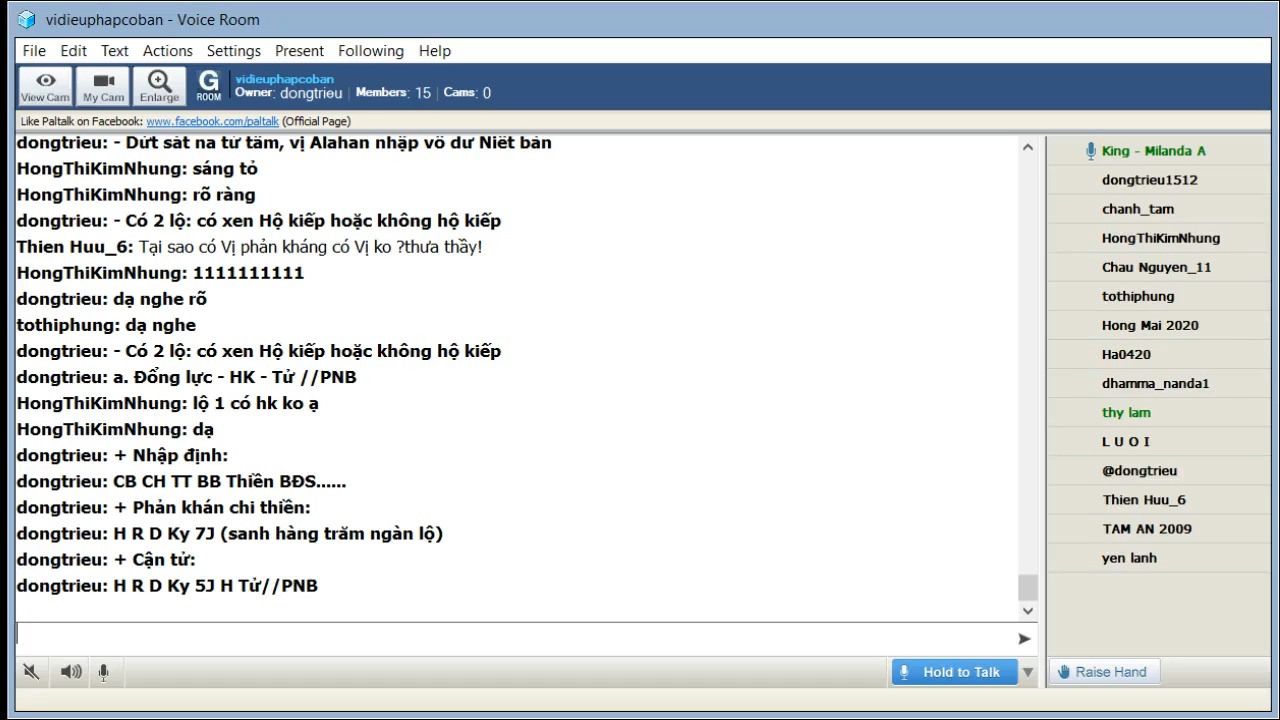 vidieuphapcoban - Voice Room
File Edit Text Actions Settings Present Following Help
View Cam My Cam Enlarge G ROOM vidieuphapcoban
Owner: dongtrieu | Members: 15 | Cams: 0
Like Paltalk on Facebook: www.facebook.com/paltalk (Official Page)
dongtrieu: - Dứt sát na tử tâm, vị Alahan nhập vô dư Niết bàn
HongThiKimNhung: sáng tỏ
HongThiKimNhung: rõ ràng
dongtrieu: - Có 2 lộ: có xen Hộ kiếp hoặc không hộ kiếp
Thien Huu_6: Tại sao có Vị phản kháng có Vị ko ?thưa thầy!
HongThiKimNhung: 1111111111
dongtrieu: dạ nghe rõ
tothiphung: dạ nghe
dongtrieu: - Có 2 lộ: có xen Hộ kiếp hoặc không hộ kiếp
dongtrieu: a. Đổng lực - HK - Tử //PNB
HongThiKimNhung: lộ 1 có hk ko ạ
HongThiKimNhung: dạ
dongtrieu: + Nhập định:
dongtrieu: CB CH TT BB Thiền BĐS......
dongtrieu: + Phản khán chi thiền:
dongtrieu: H R D Ky 7J (sanh hàng trăm ngàn lộ)
dongtrieu: + Cận tử:
dongtrieu: H R D Ky 5J H Tử//PNB
King - Milanda A
dongtrieu1512
chanh_tam
HongThiKimNhung
Chau Nguyen_11
tothiphung
Hong Mai 2020
Ha0420
dhamma_nanda1
thy lam
L U O I
@dongtrieu
Thien Huu_6
TAM AN 2009
yen lanh
Hold to Talk
Raise Hand